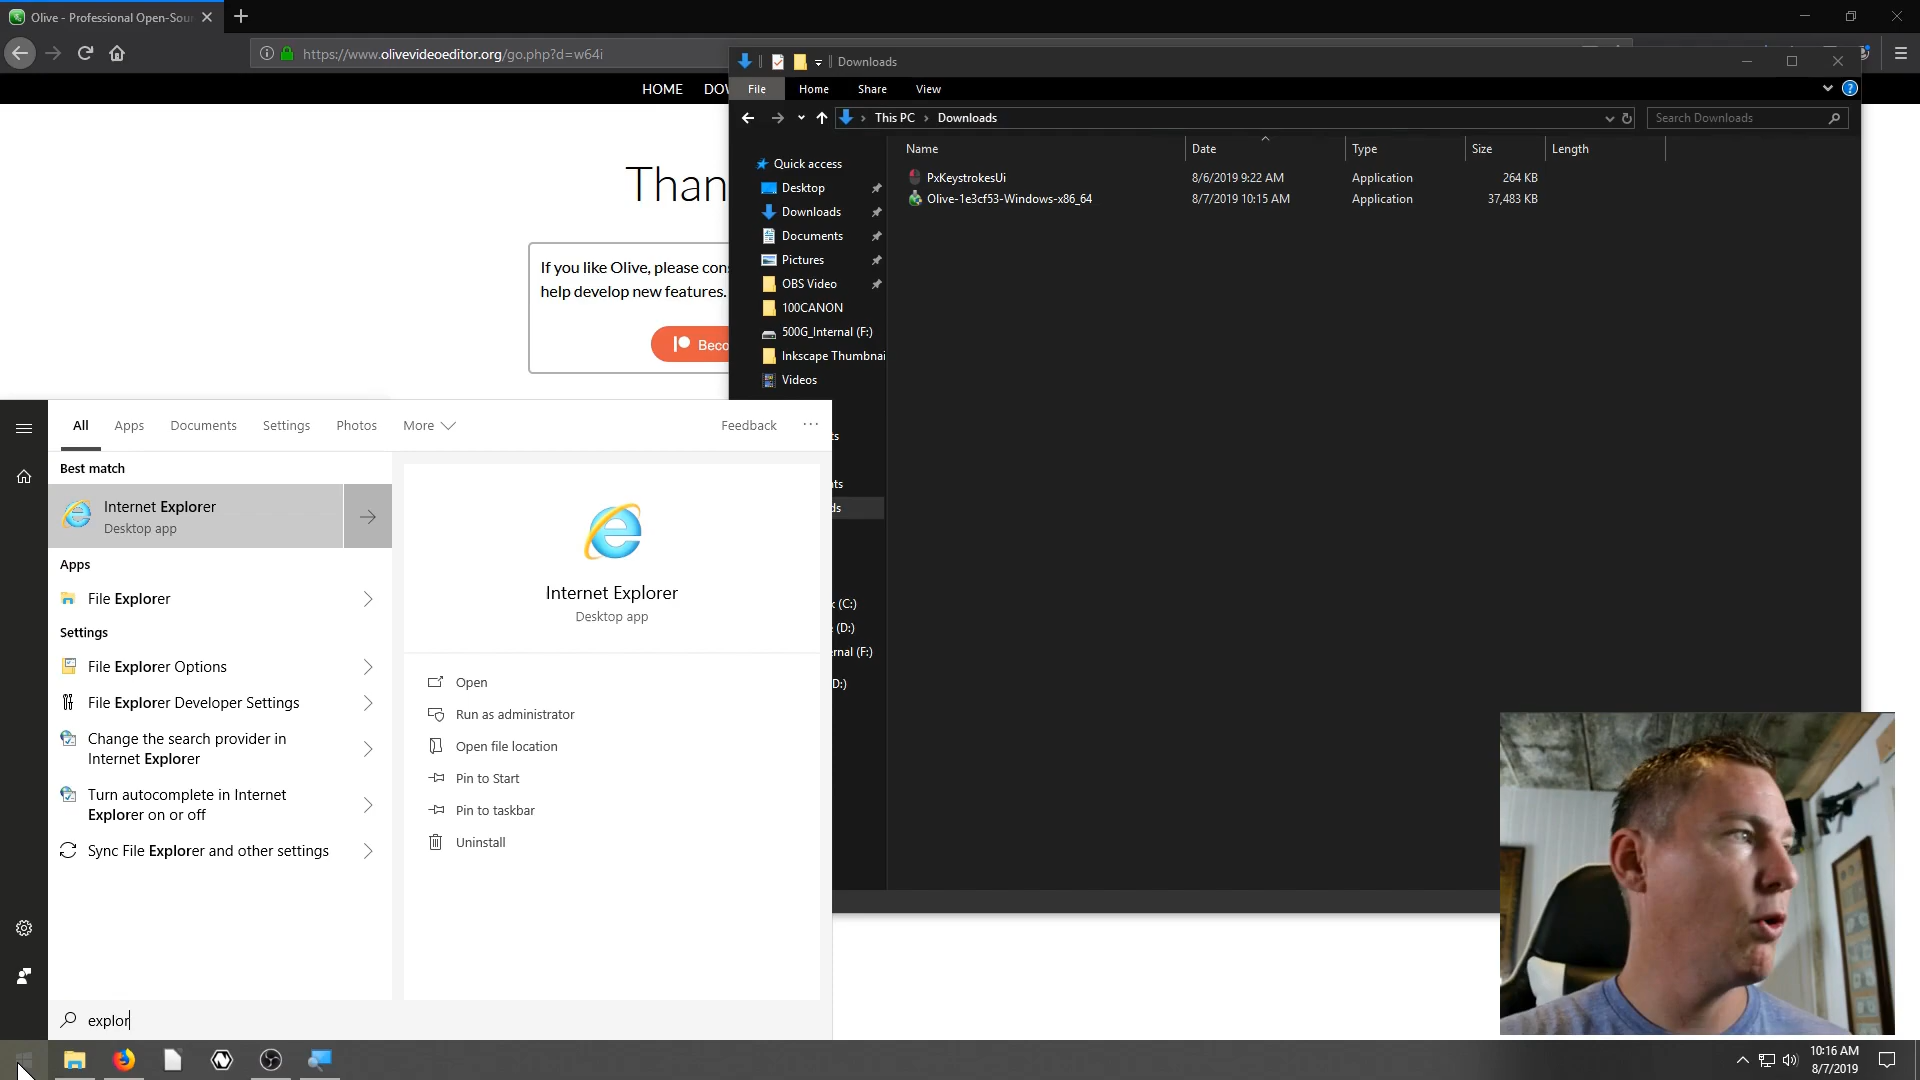 Olive - Professional Open-Sour
https://www.olivevideoeditor.org/go.php?d=w64i
HOME
DOW
Than
If you like Olive, please cons
help develop new features.
Beco
Downloads
File
Home
Share
View
This PC
Downloads
Search Downloads
Name
Date
Type
Size
Length
Quick access
Desktop
Downloads
Documents
Pictures
OBS Video
100CANON
500G_Internal (F:)
Inkscape Thumbnai
Videos
PxKeystrokesUi 8/6/2019 9:22 AM Application 264 KB
Olive-1e3cf53-Windows-x86_64 8/7/2019 10:15 AM Application 37,483 KB
ts
nts
ds
k (C:)
(D:)
rnal (F:)
D:)
All
Apps
Documents
Settings
Photos
More
Feedback
Best match
Internet Explorer
Desktop app
Apps
File Explorer
Settings
File Explorer Options
File Explorer Developer Settings
Change the search provider in
Internet Explorer
Turn autocomplete in Internet
Explorer on or off
Sync File Explorer and other settings
Internet Explorer
Desktop app
Open
Run as administrator
Open file location
Pin to Start
Pin to taskbar
Uninstall
explor
10:16 AM
8/7/2019